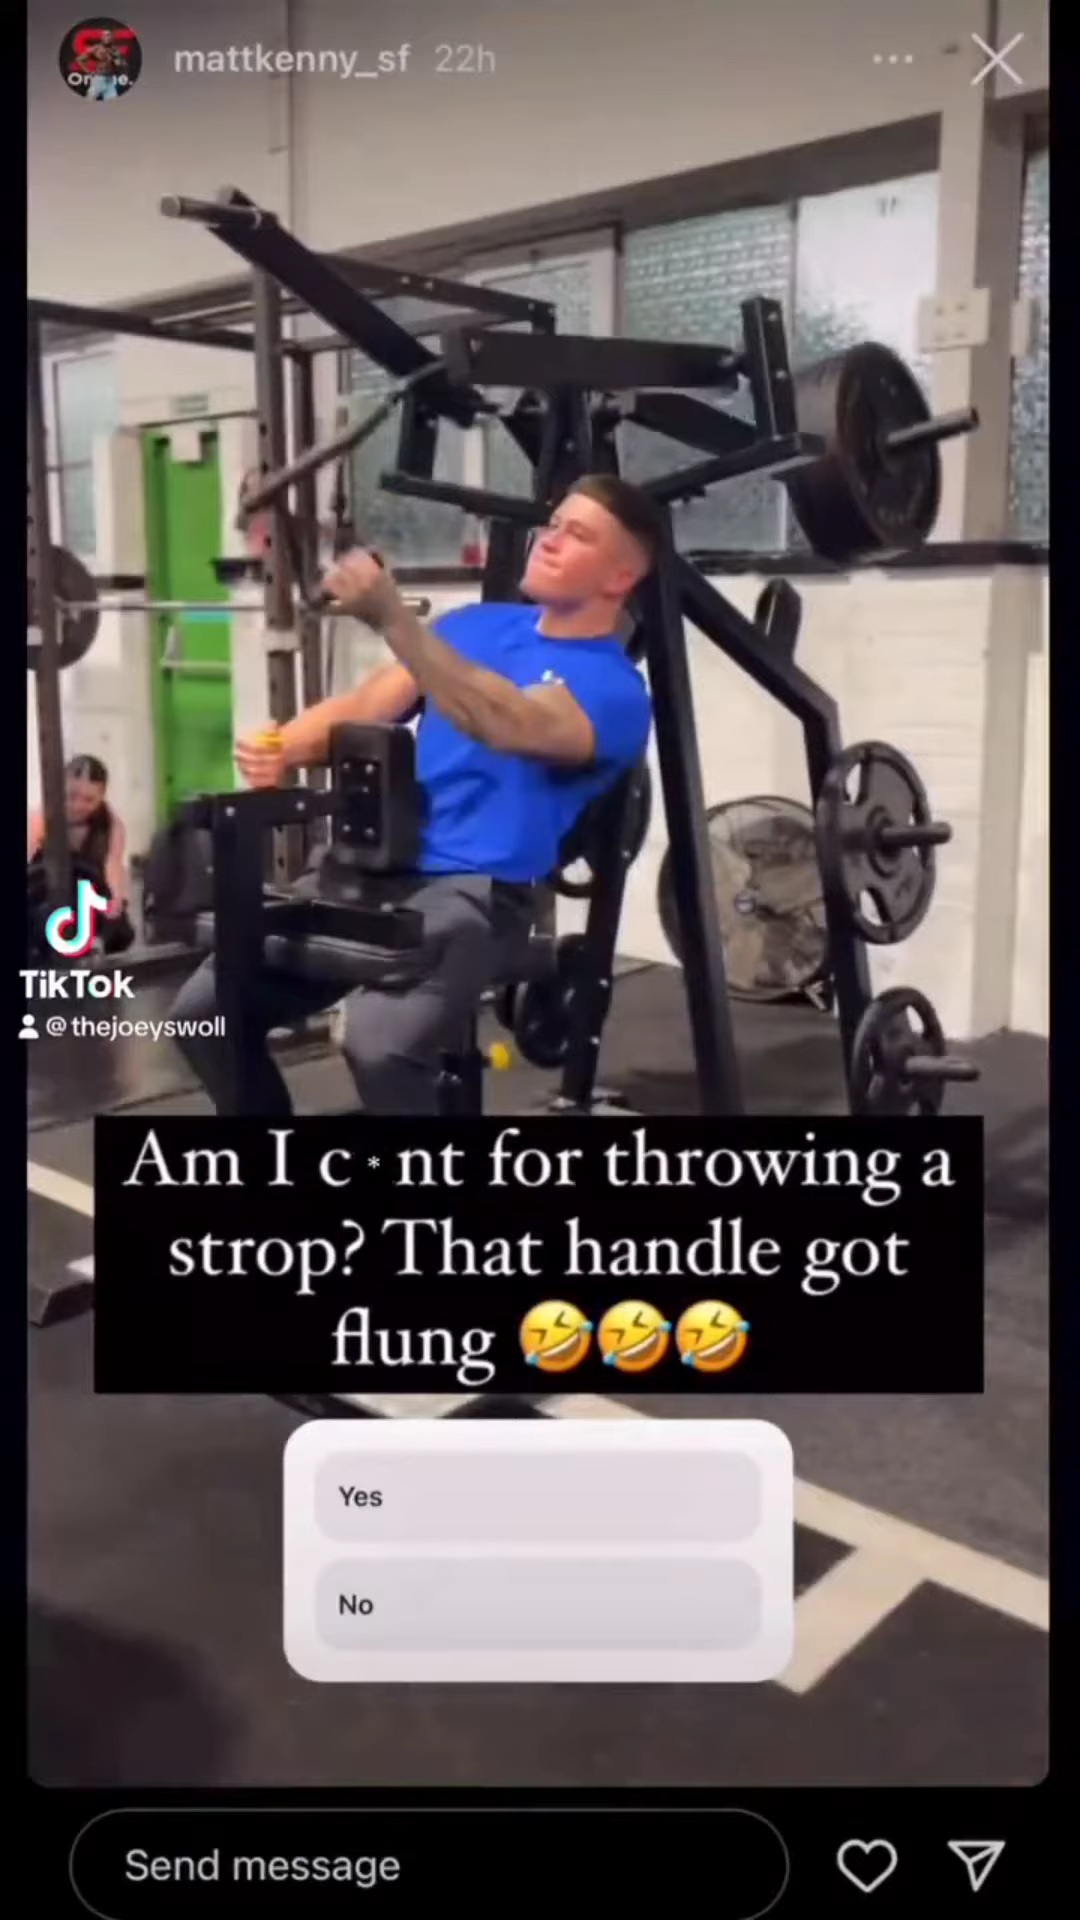 mattkenny_sf 22h
TikTok
@thejoeyswoll
Am I c*nt for throwing a
strop? That handle got
flung 🤣🤣🤣
Yes
No
Send message